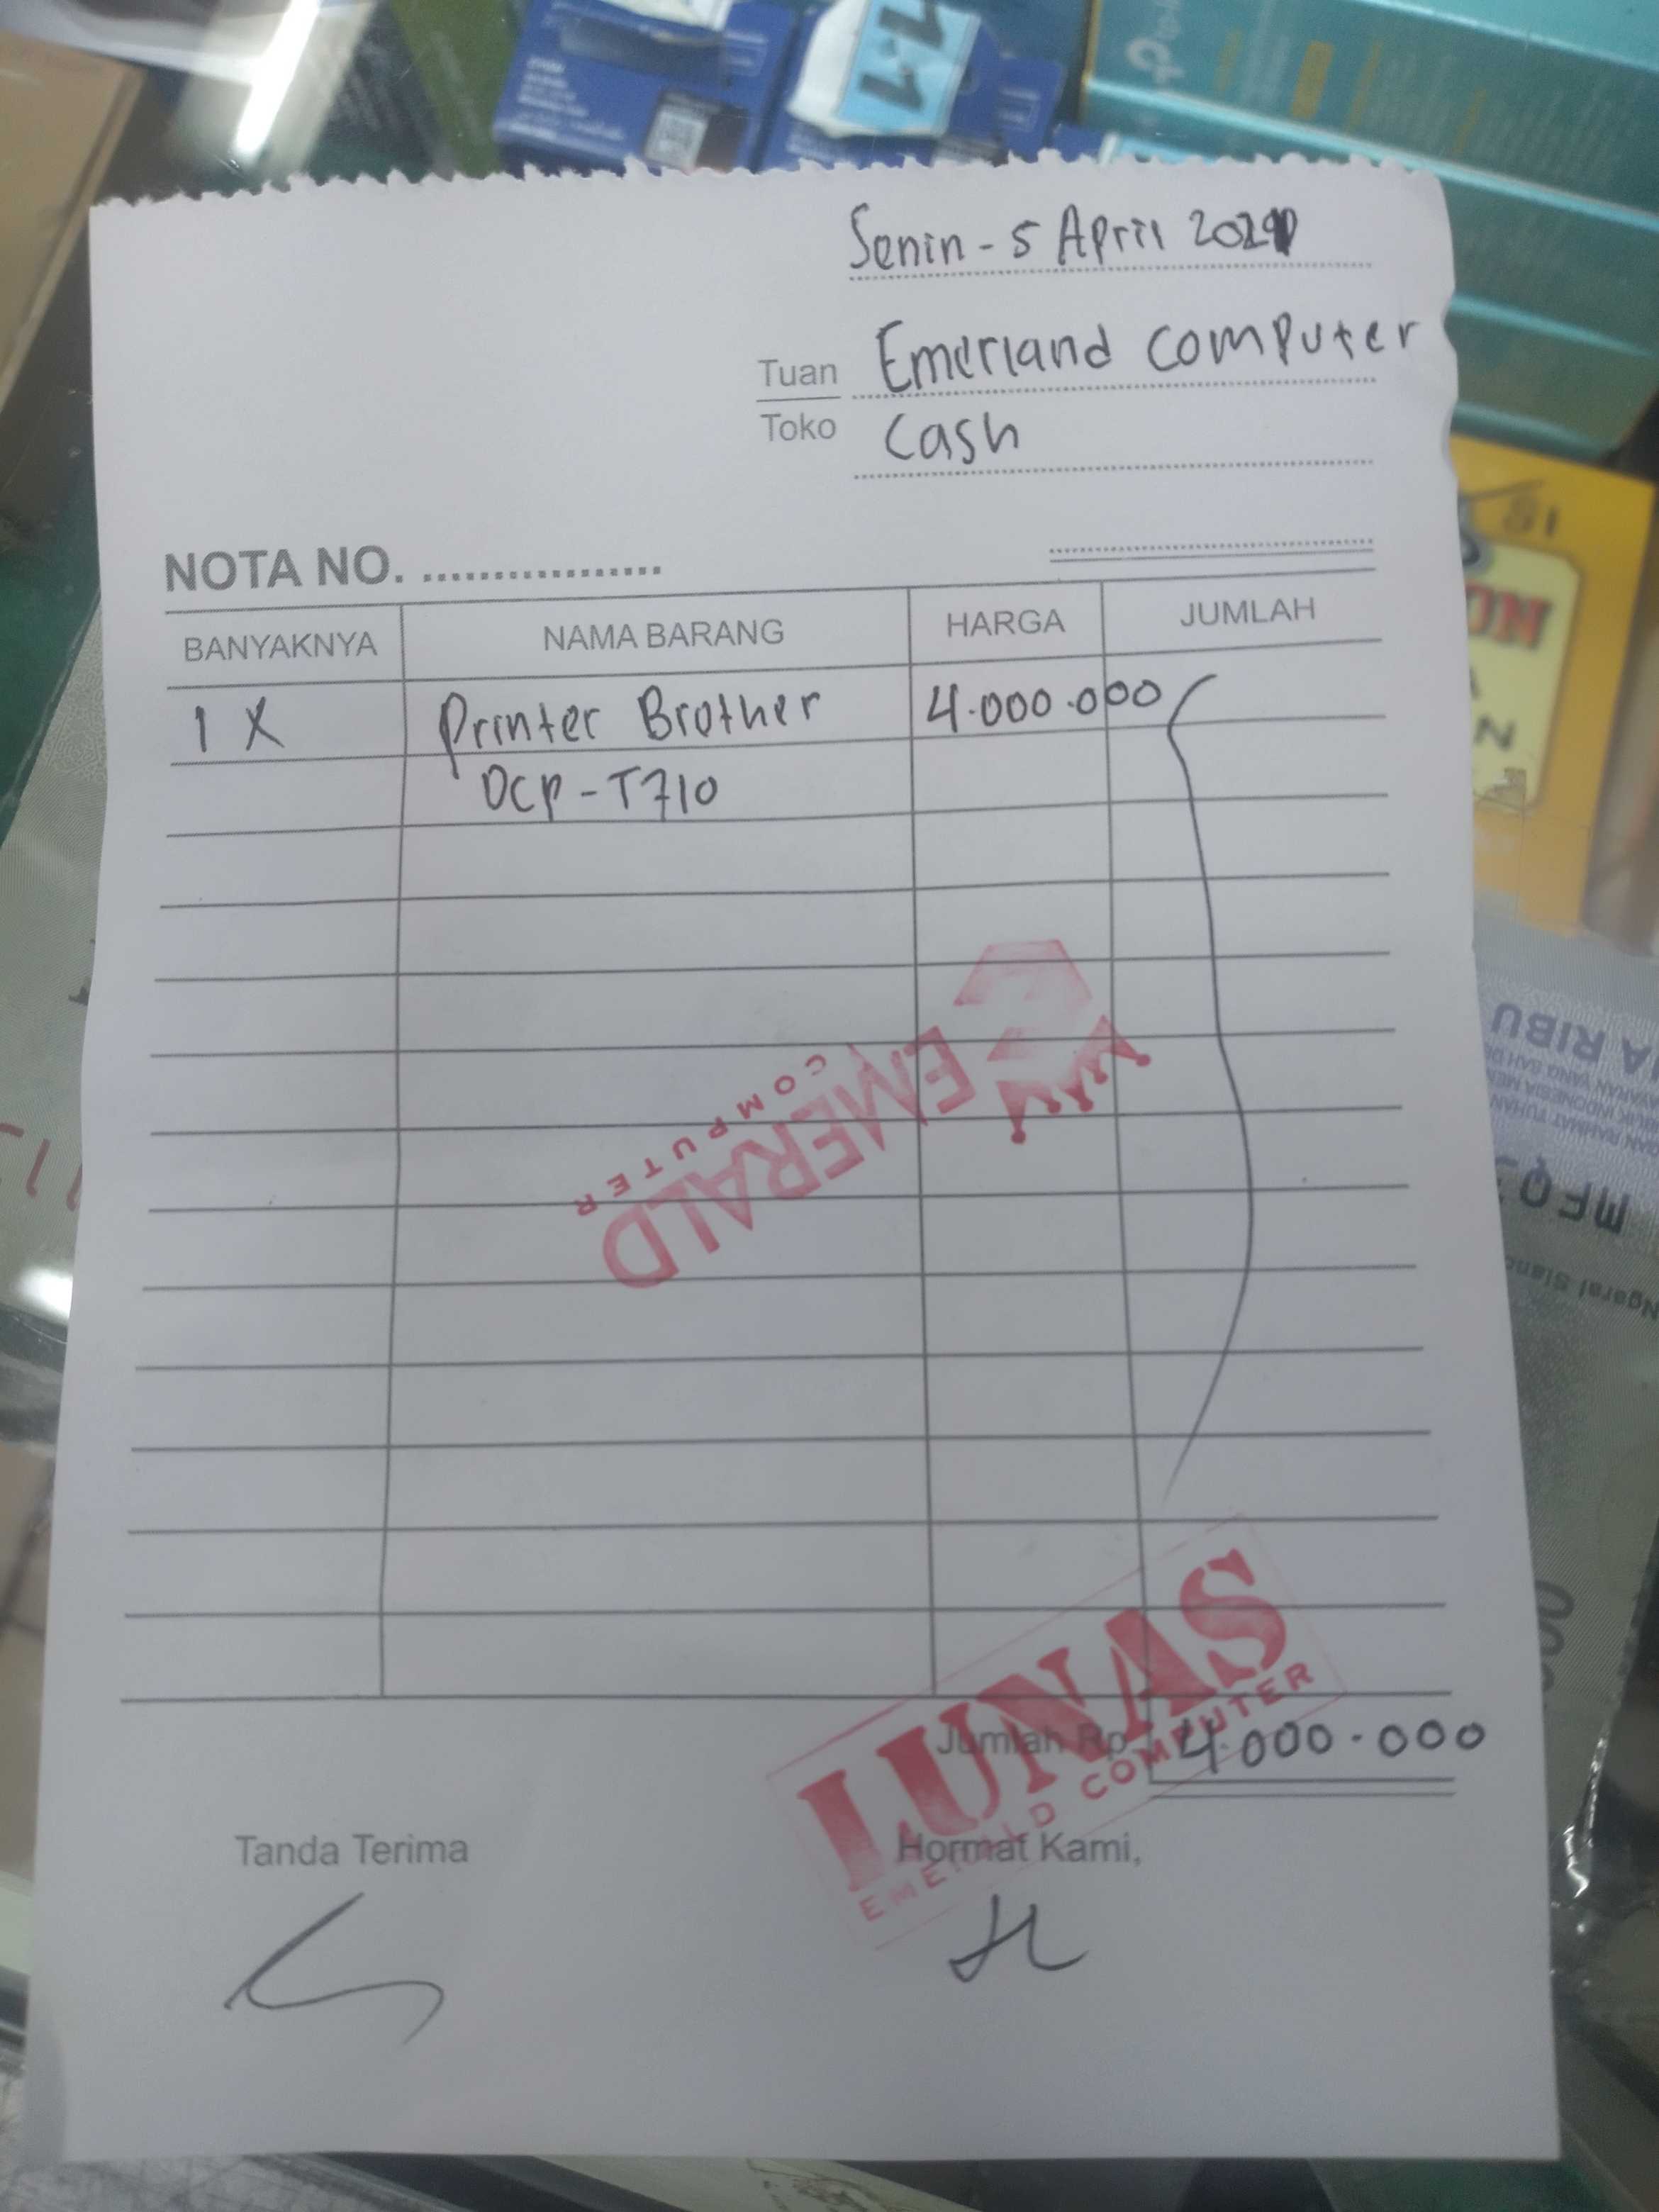 Senin - 5 April 2021
Tuan Emerland Computer
Toko Cash
NOTA NO. ..................
BANYAKNYA NAMA BARANG HARGA JUMLAH
1 X Printer Brother 4.000.000
DCP-T710
EMERALD
COMPUTER
LUNAS
EMERALD COMPUTER
Jumlah Rp. 4.000.000
Tanda Terima Hormat Kami,
A RIBU
MFQ